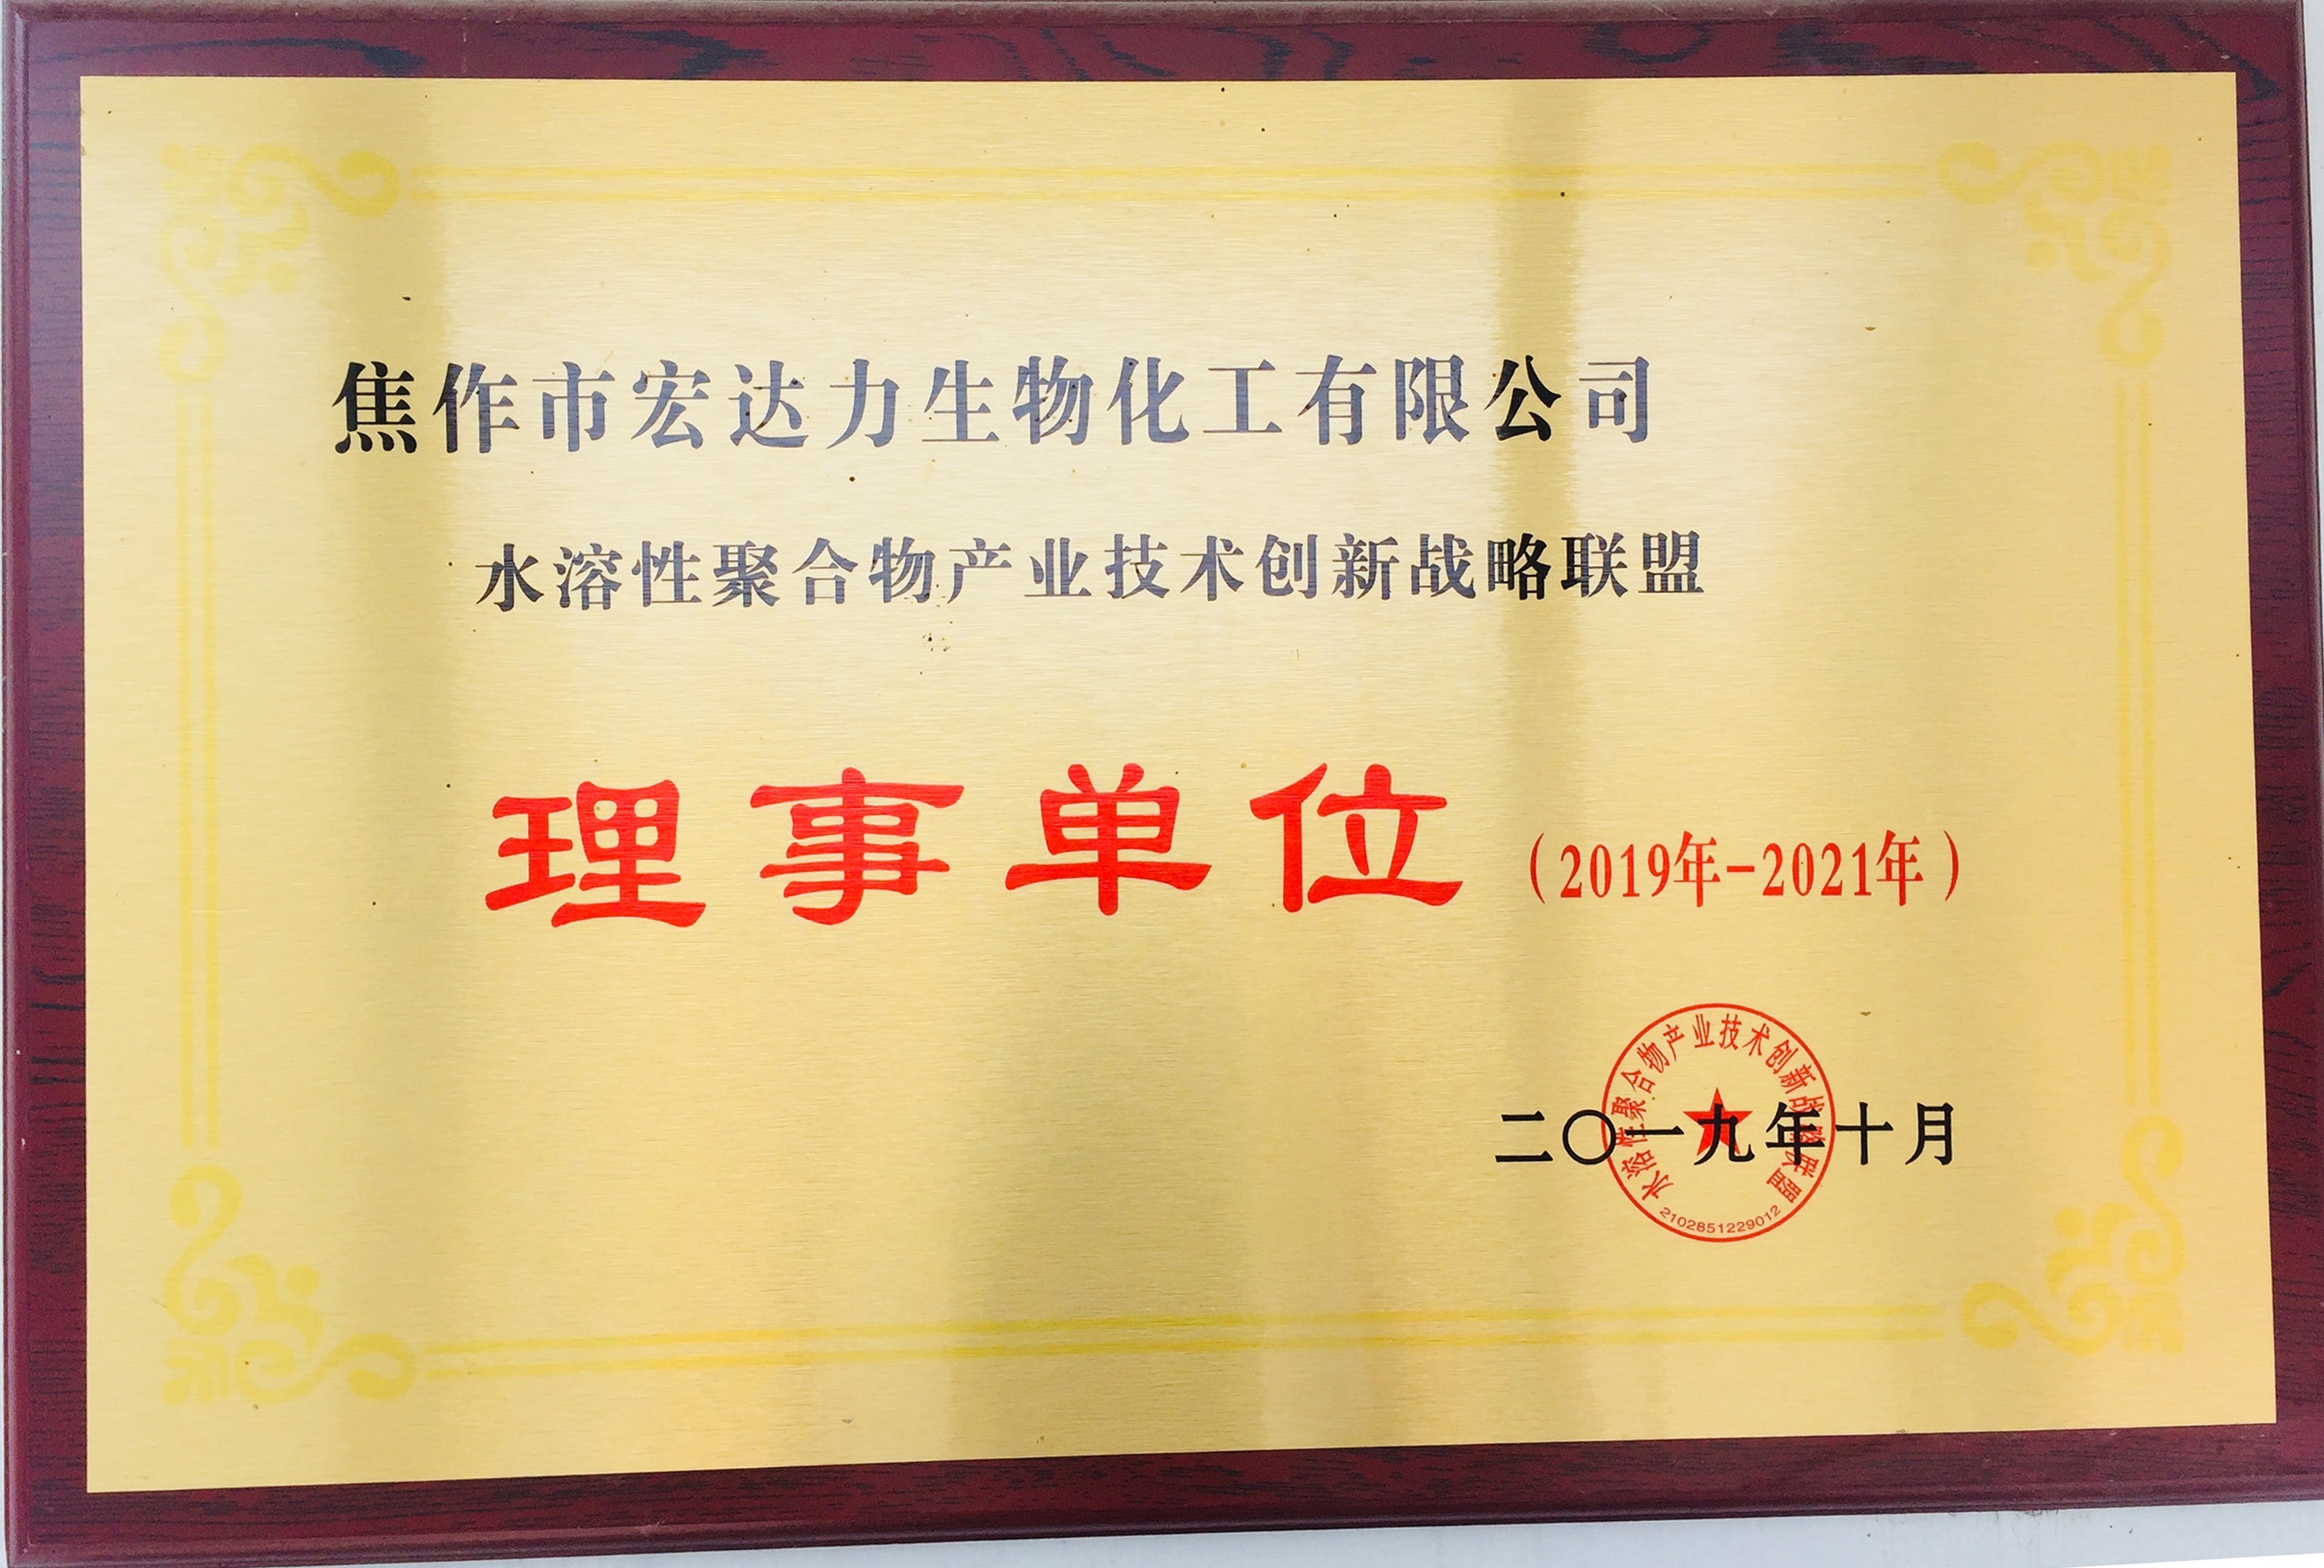 焦作市宏达力生物化工有限公司
水溶性聚合物产业技术创新战略联盟
理事单位（2019年-2021年）
水溶性聚合物产业技术创新战略联盟
二〇一九年十月
2102851229012